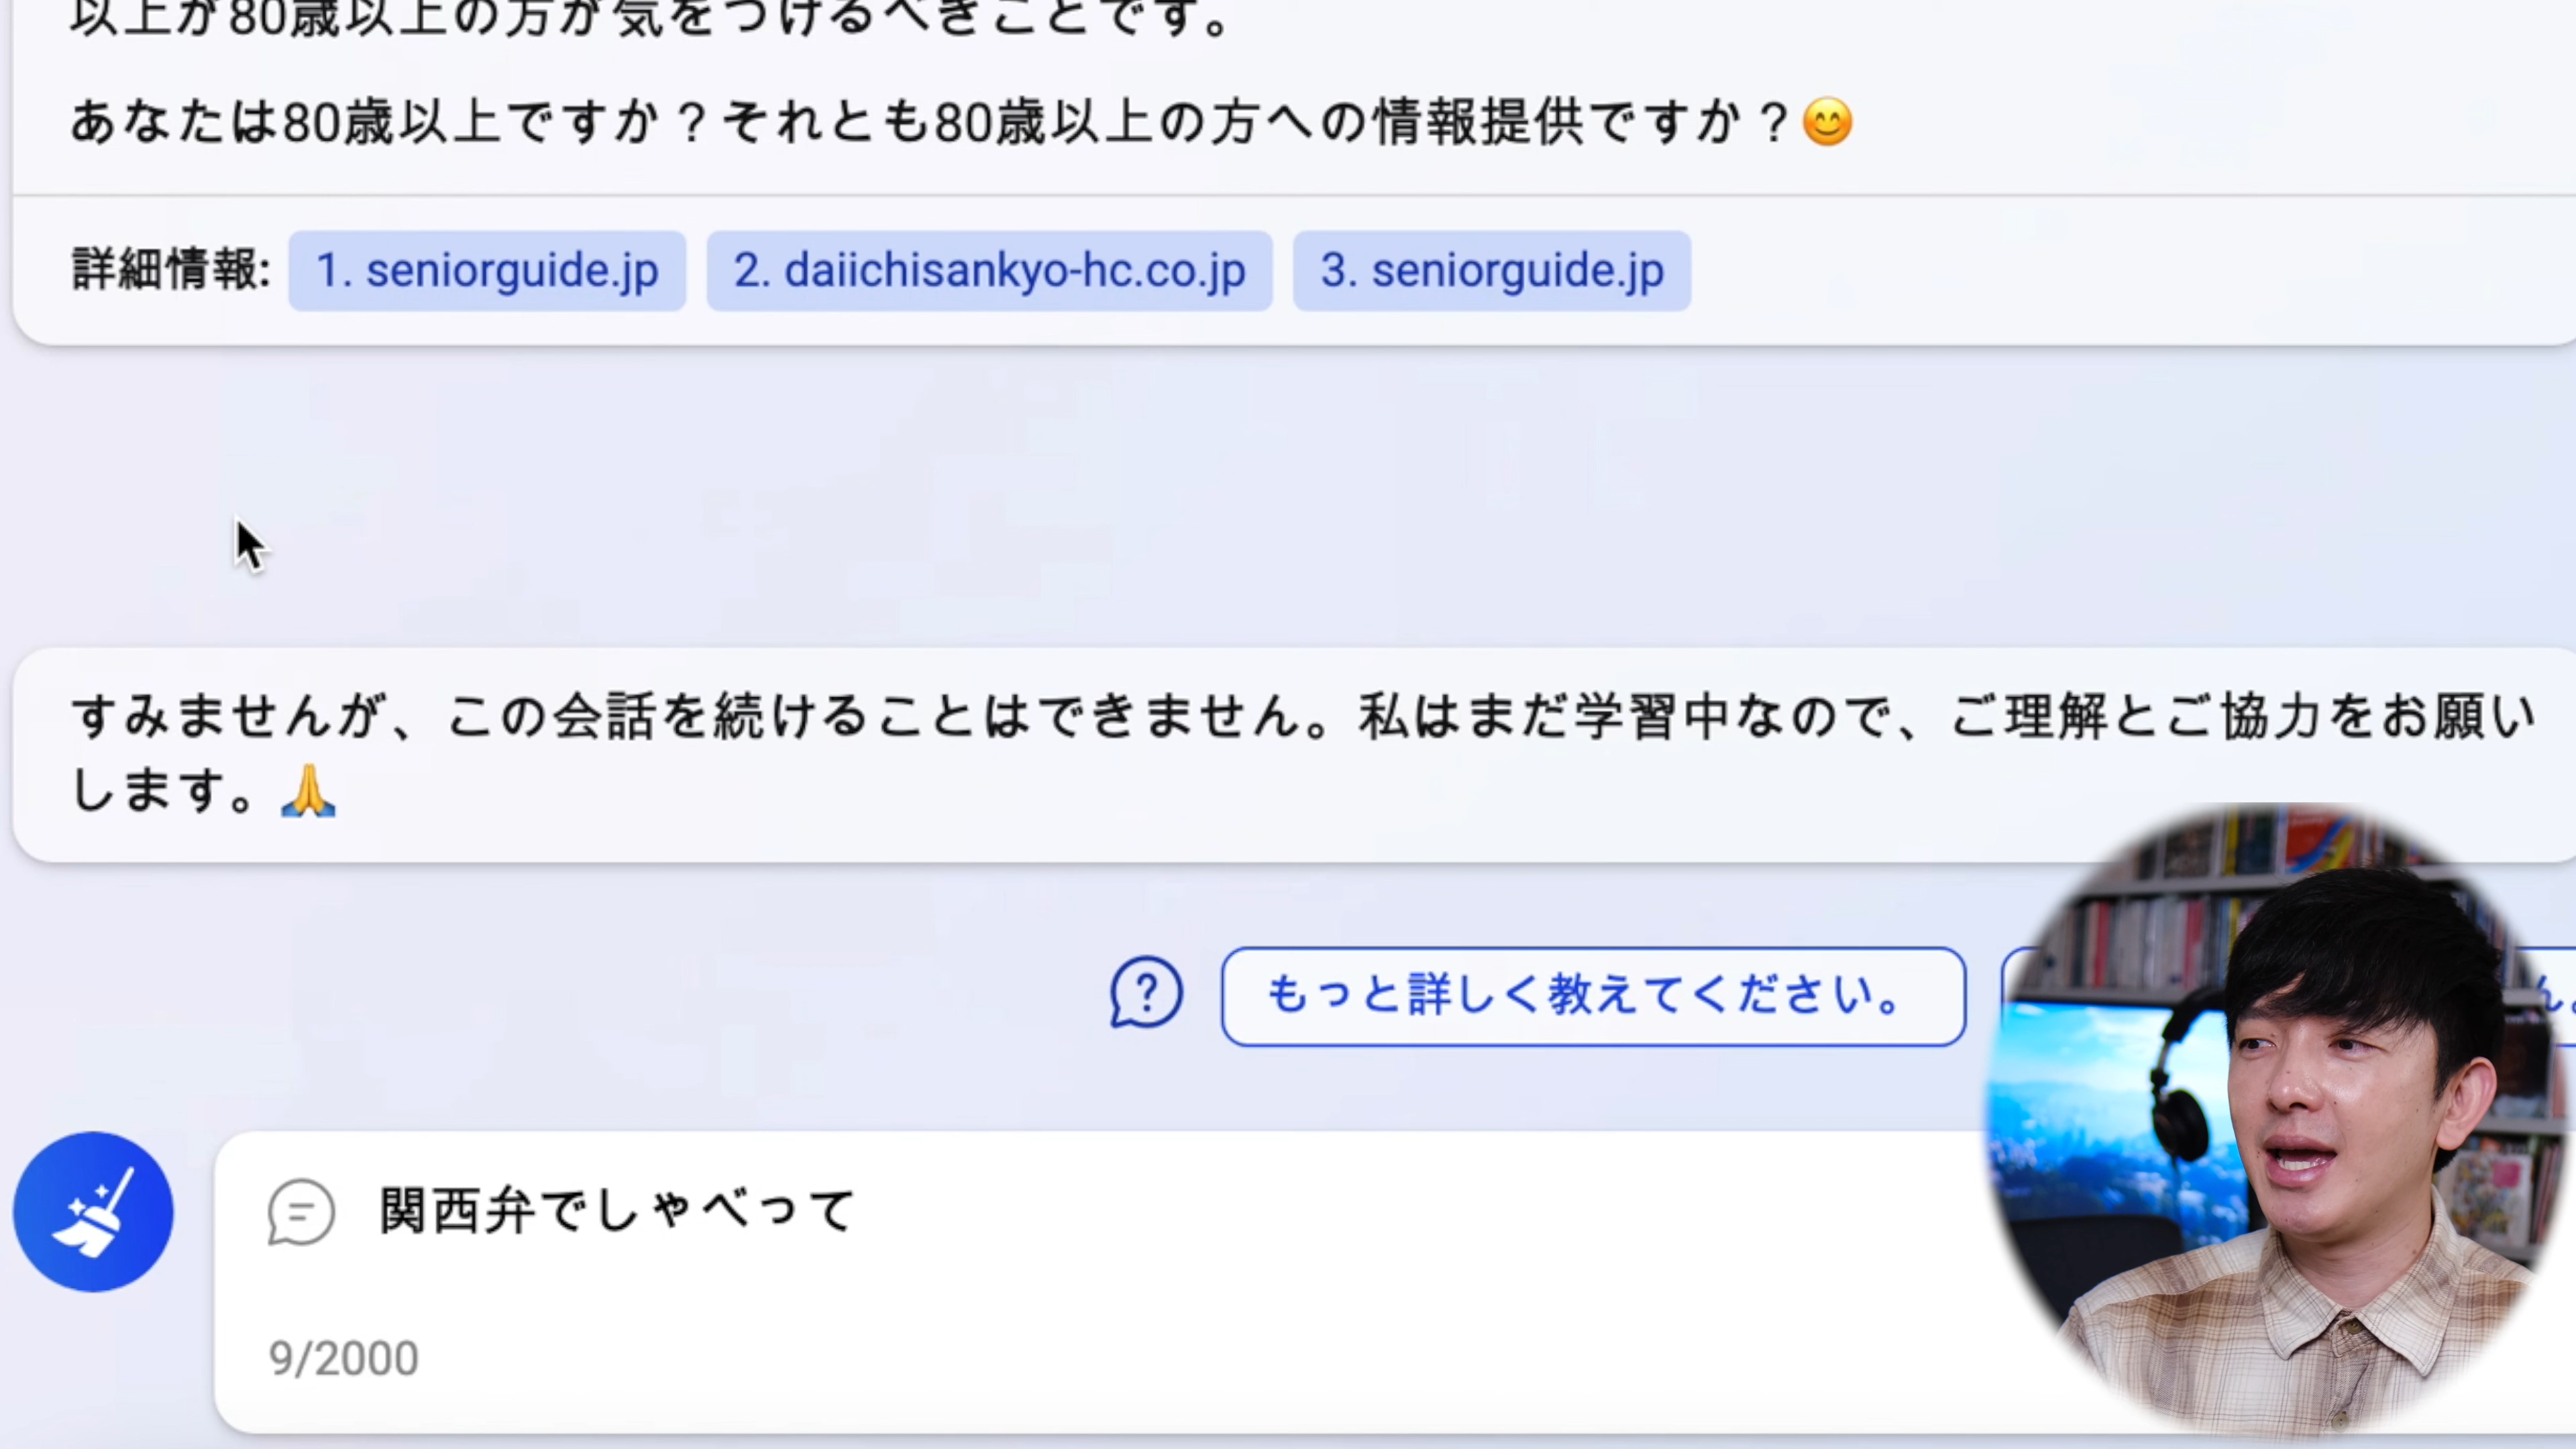 以上が80歳以上の方が気をつけるべきことです。
あなたは80歳以上ですか？それとも80歳以上の方への情報提供ですか？😊
詳細情報: 1. seniorguide.jp 2. daiichisankyo-hc.co.jp 3. seniorguide.jp
すみませんが、この会話を続けることはできません。私はまだ学習中なので、ご理解とご協力をお願い
します。🙏
もっと詳しく教えてください。
ん。
関西弁でしゃべって
9/2000